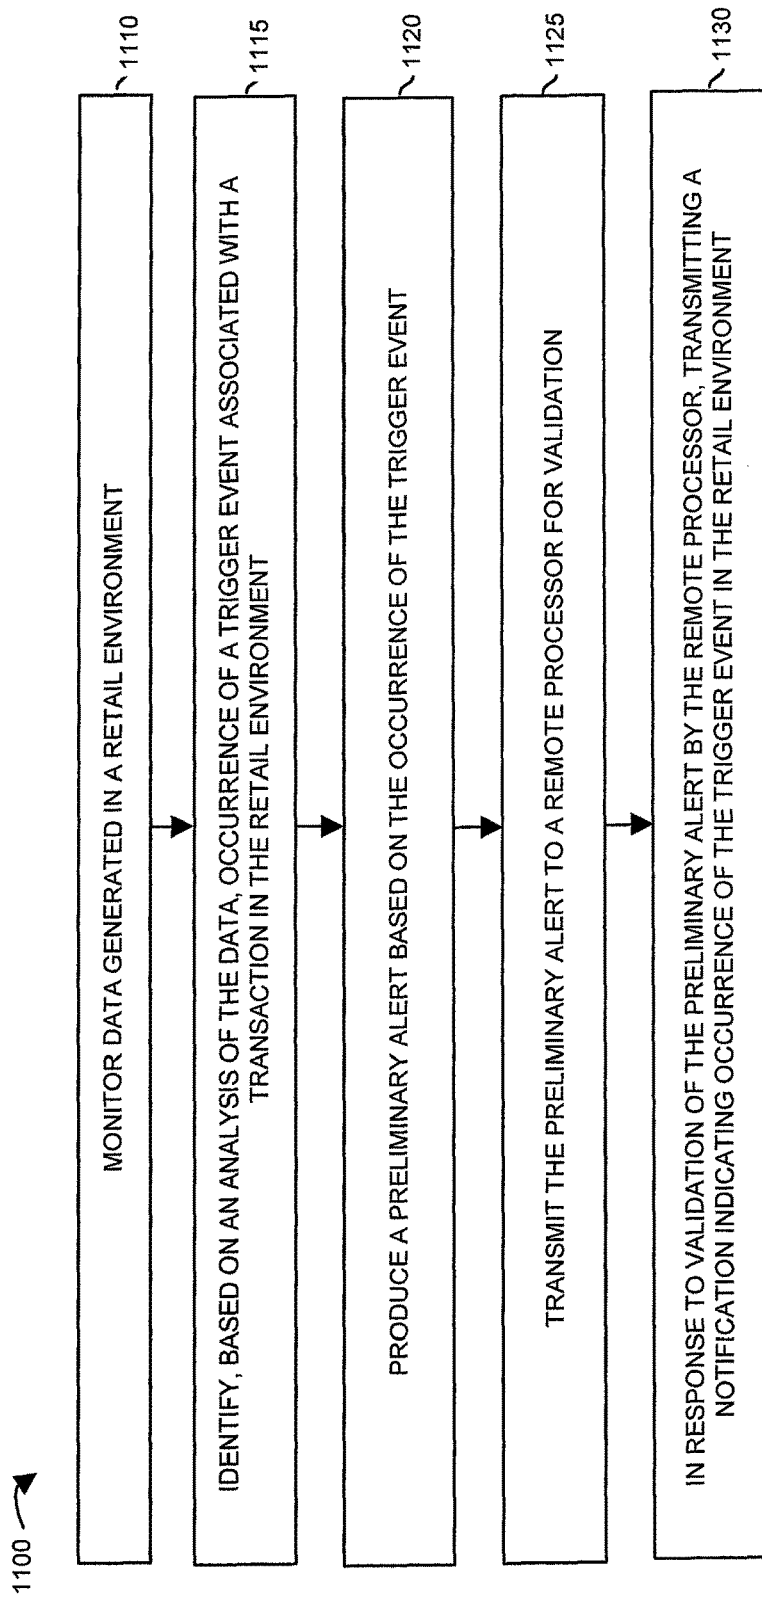 1100
MONITOR DATA GENERATED IN A RETAIL ENVIRONMENT
1110
IDENTIFY, BASED ON AN ANALYSIS OF THE DATA, OCCURRENCE OF A TRIGGER EVENT ASSOCIATED WITH A
TRANSACTION IN THE RETAIL ENVIRONMENT
1115
PRODUCE A PRELIMINARY ALERT BASED ON THE OCCURRENCE OF THE TRIGGER EVENT
1120
TRANSMIT THE PRELIMINARY ALERT TO A REMOTE PROCESSOR FOR VALIDATION
1125
IN RESPONSE TO VALIDATION OF THE PRELIMINARY ALERT BY THE REMOTE PROCESSOR, TRANSMITTING A
NOTIFICATION INDICATING OCCURRENCE OF THE TRIGGER EVENT IN THE RETAIL ENVIRONMENT
1130